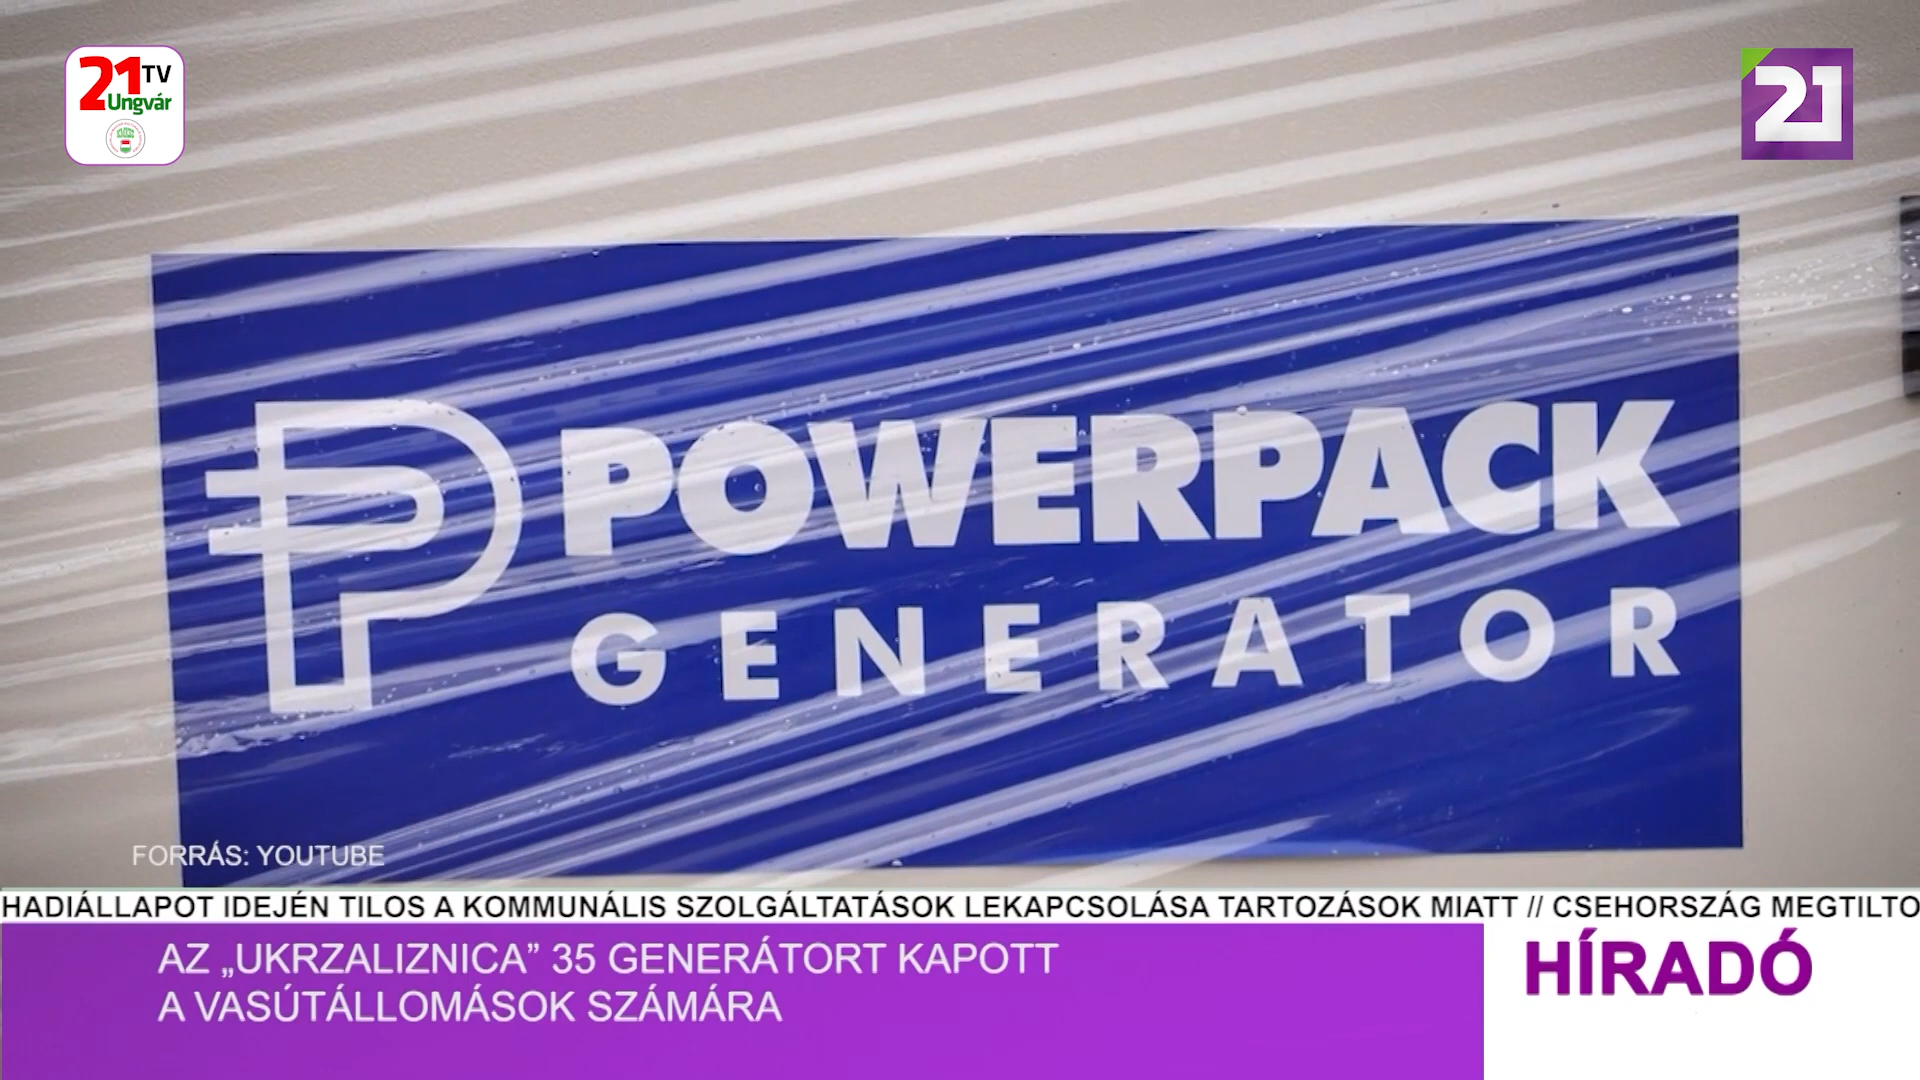 21 TV
Ungvár
21
POWERPACK
GENERATOR
FORRÁS: YOUTUBE
HADIÁLLAPOT IDEJÉN TILOS A KOMMUNÁLIS SZOLGÁLTATÁSOK LEKAPCSOLÁSA TARTOZÁSOK MIATT // CSEHORSZÁG MEGTILTO
AZ „UKRZALIZNICA” 35 GENERÁTORT KAPOTT
A VASÚTÁLLOMÁSOK SZÁMÁRA
HÍRADÓ